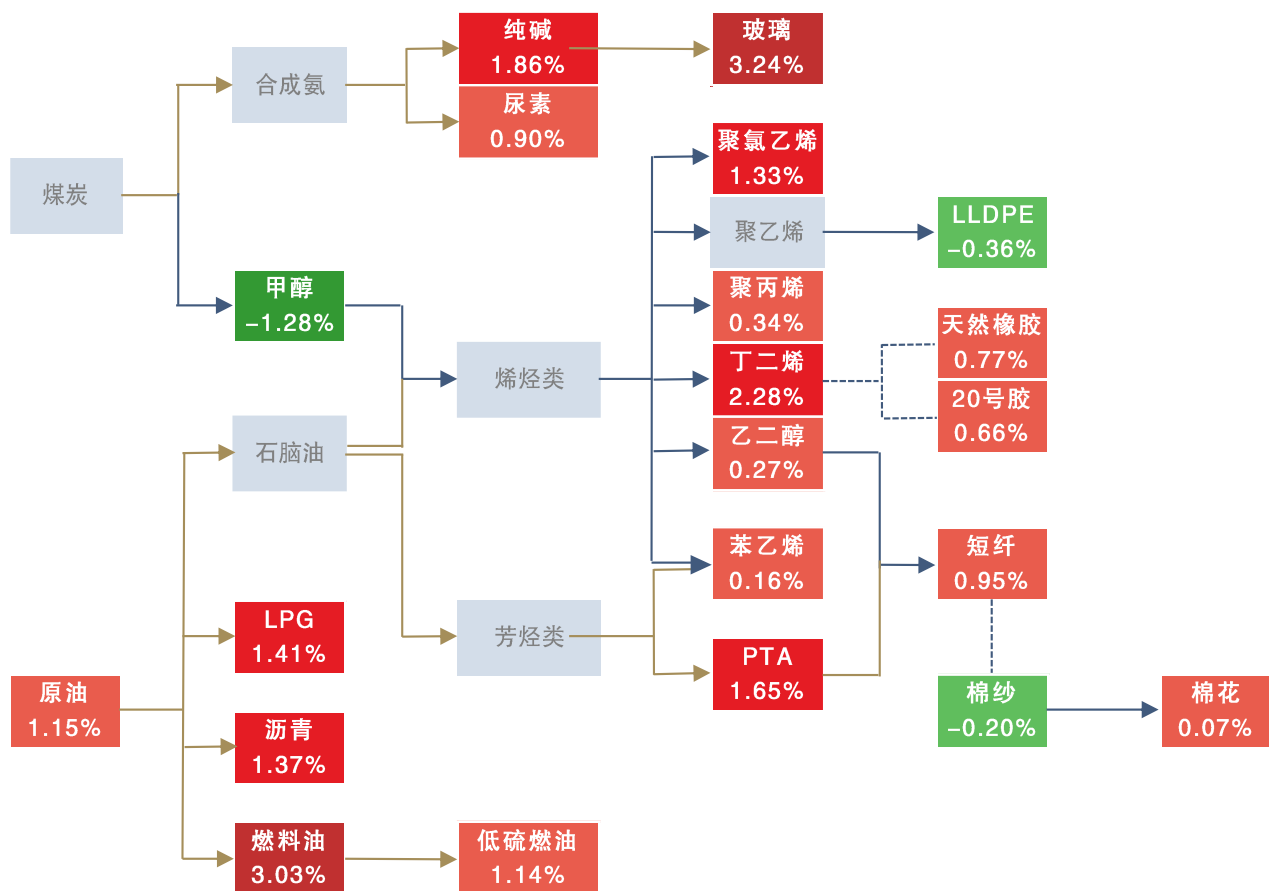 纯碱
1.86%
玻璃
3.24%
合成氨
尿素
0.90%
煤炭
聚氯乙烯
1.33%
聚乙烯
LLDPE
-0.36%
甲醇
-1.28%
聚丙烯
0.34%
天然橡胶
0.77%
烯烃类
丁二烯
2.28%
20号胶
0.66%
石脑油
乙二醇
0.27%
苯乙烯
0.16%
短纤
0.95%
LPG
1.41%
芳烃类
PTA
1.65%
原油
1.15%
棉纱
-0.20%
棉花
0.07%
沥青
1.37%
燃料油
3.03%
低硫燃油
1.14%